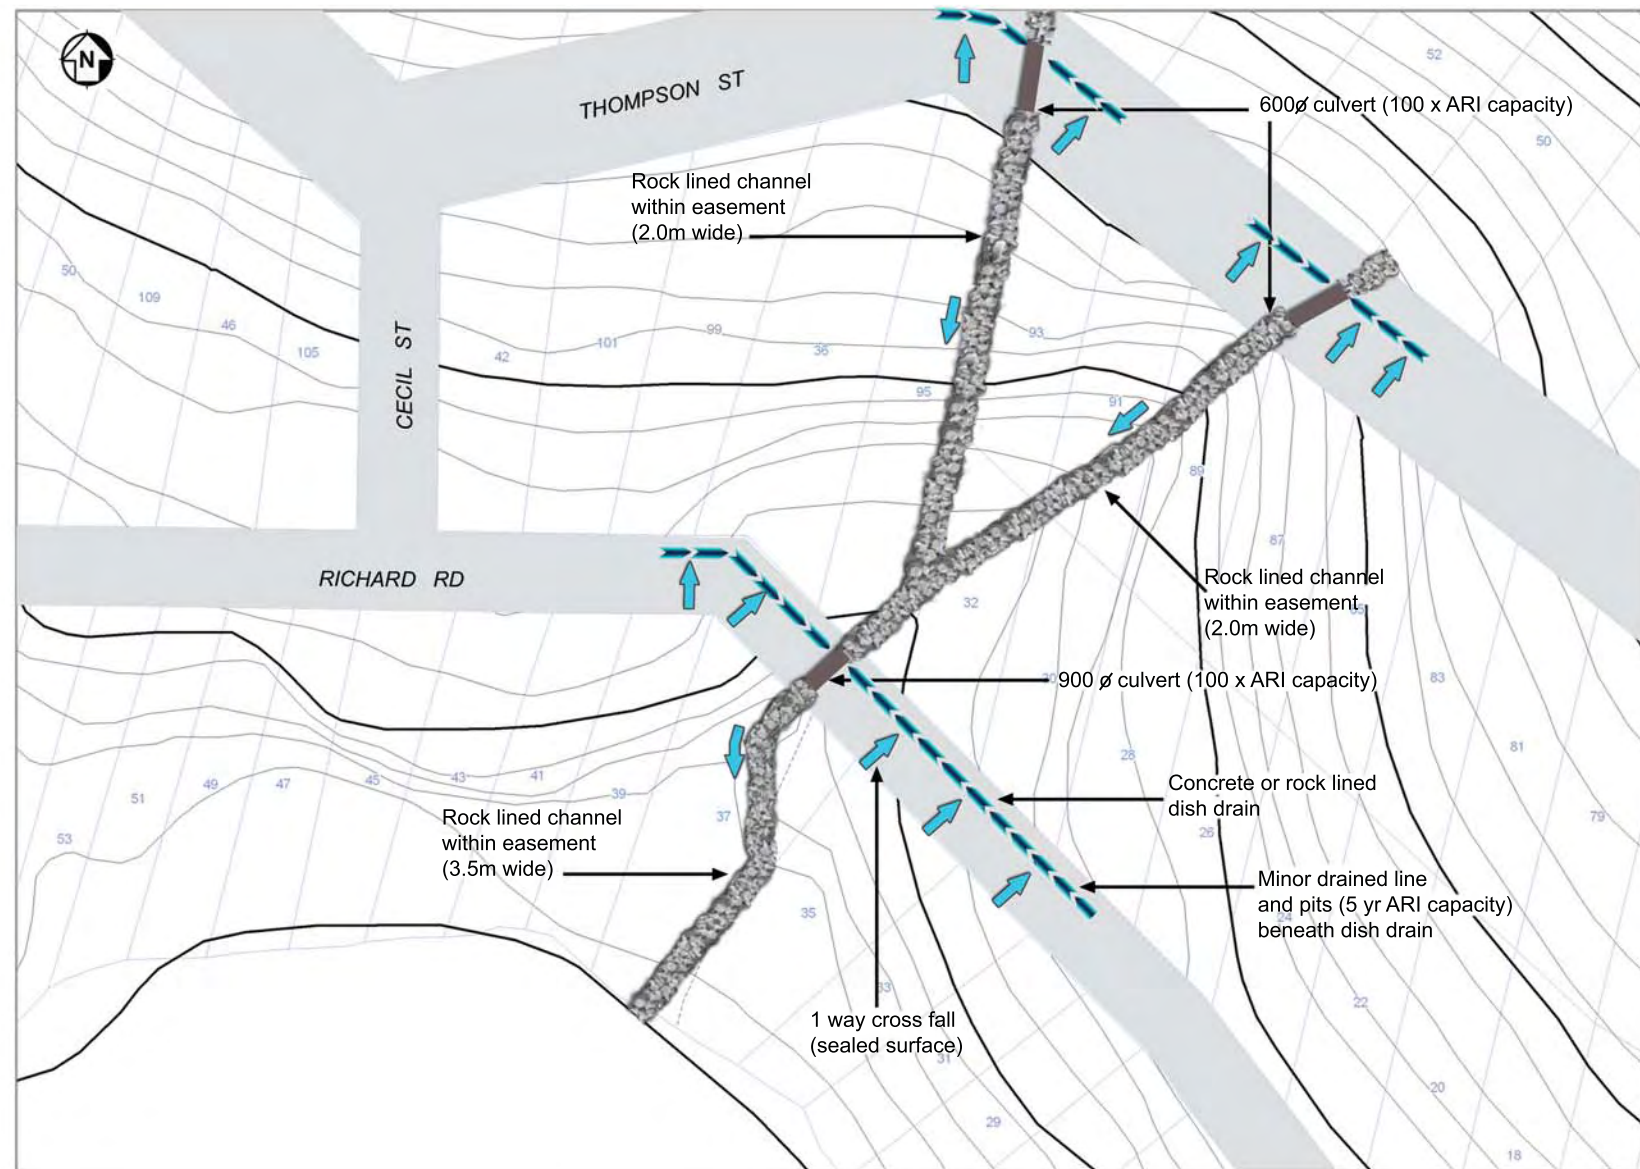 N
52
THOMPSON ST
600ø culvert (100 x ARI capacity)
50
Rock lined channel
within easement
(2.0m wide)
50
109
46
105
CECIL ST
42
101
99
36
93
95
91
89
87
RICHARD RD
Rock lined channel
within easement
(2.0m wide)
32
900 ø culvert (100 x ARI capacity)
83
81
28
53
51
49
47
45
43
41
39
37
Concrete or rock lined
dish drain
26
79
Rock lined channel
within easement
(3.5m wide)
35
Minor drained line
and pits (5 yr ARI capacity)
beneath dish drain
24
33
22
1 way cross fall
(sealed surface)
31
20
29
18